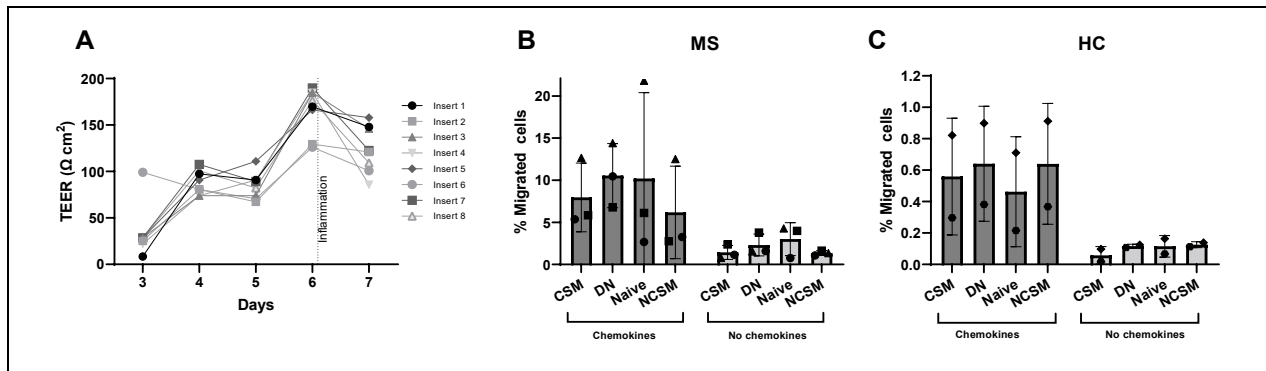 A
TEER (Ω cm²)
200
150
100
50
0
3 4 5 6 7
Days
Inflammation
Insert 1
Insert 2
Insert 3
Insert 4
Insert 5
Insert 6
Insert 7
Insert 8
B
MS
% Migrated cells
20
15
10
5
0
CSM DN Naive NCSM CSM DN Naive NCSM
Chemokines No chemokines
C
HC
% Migrated cells
1.2
1.0
0.8
0.6
0.4
0.2
0.0
CSM DN Naive NCSM CSM DN Naive NCSM
Chemokines No chemokines